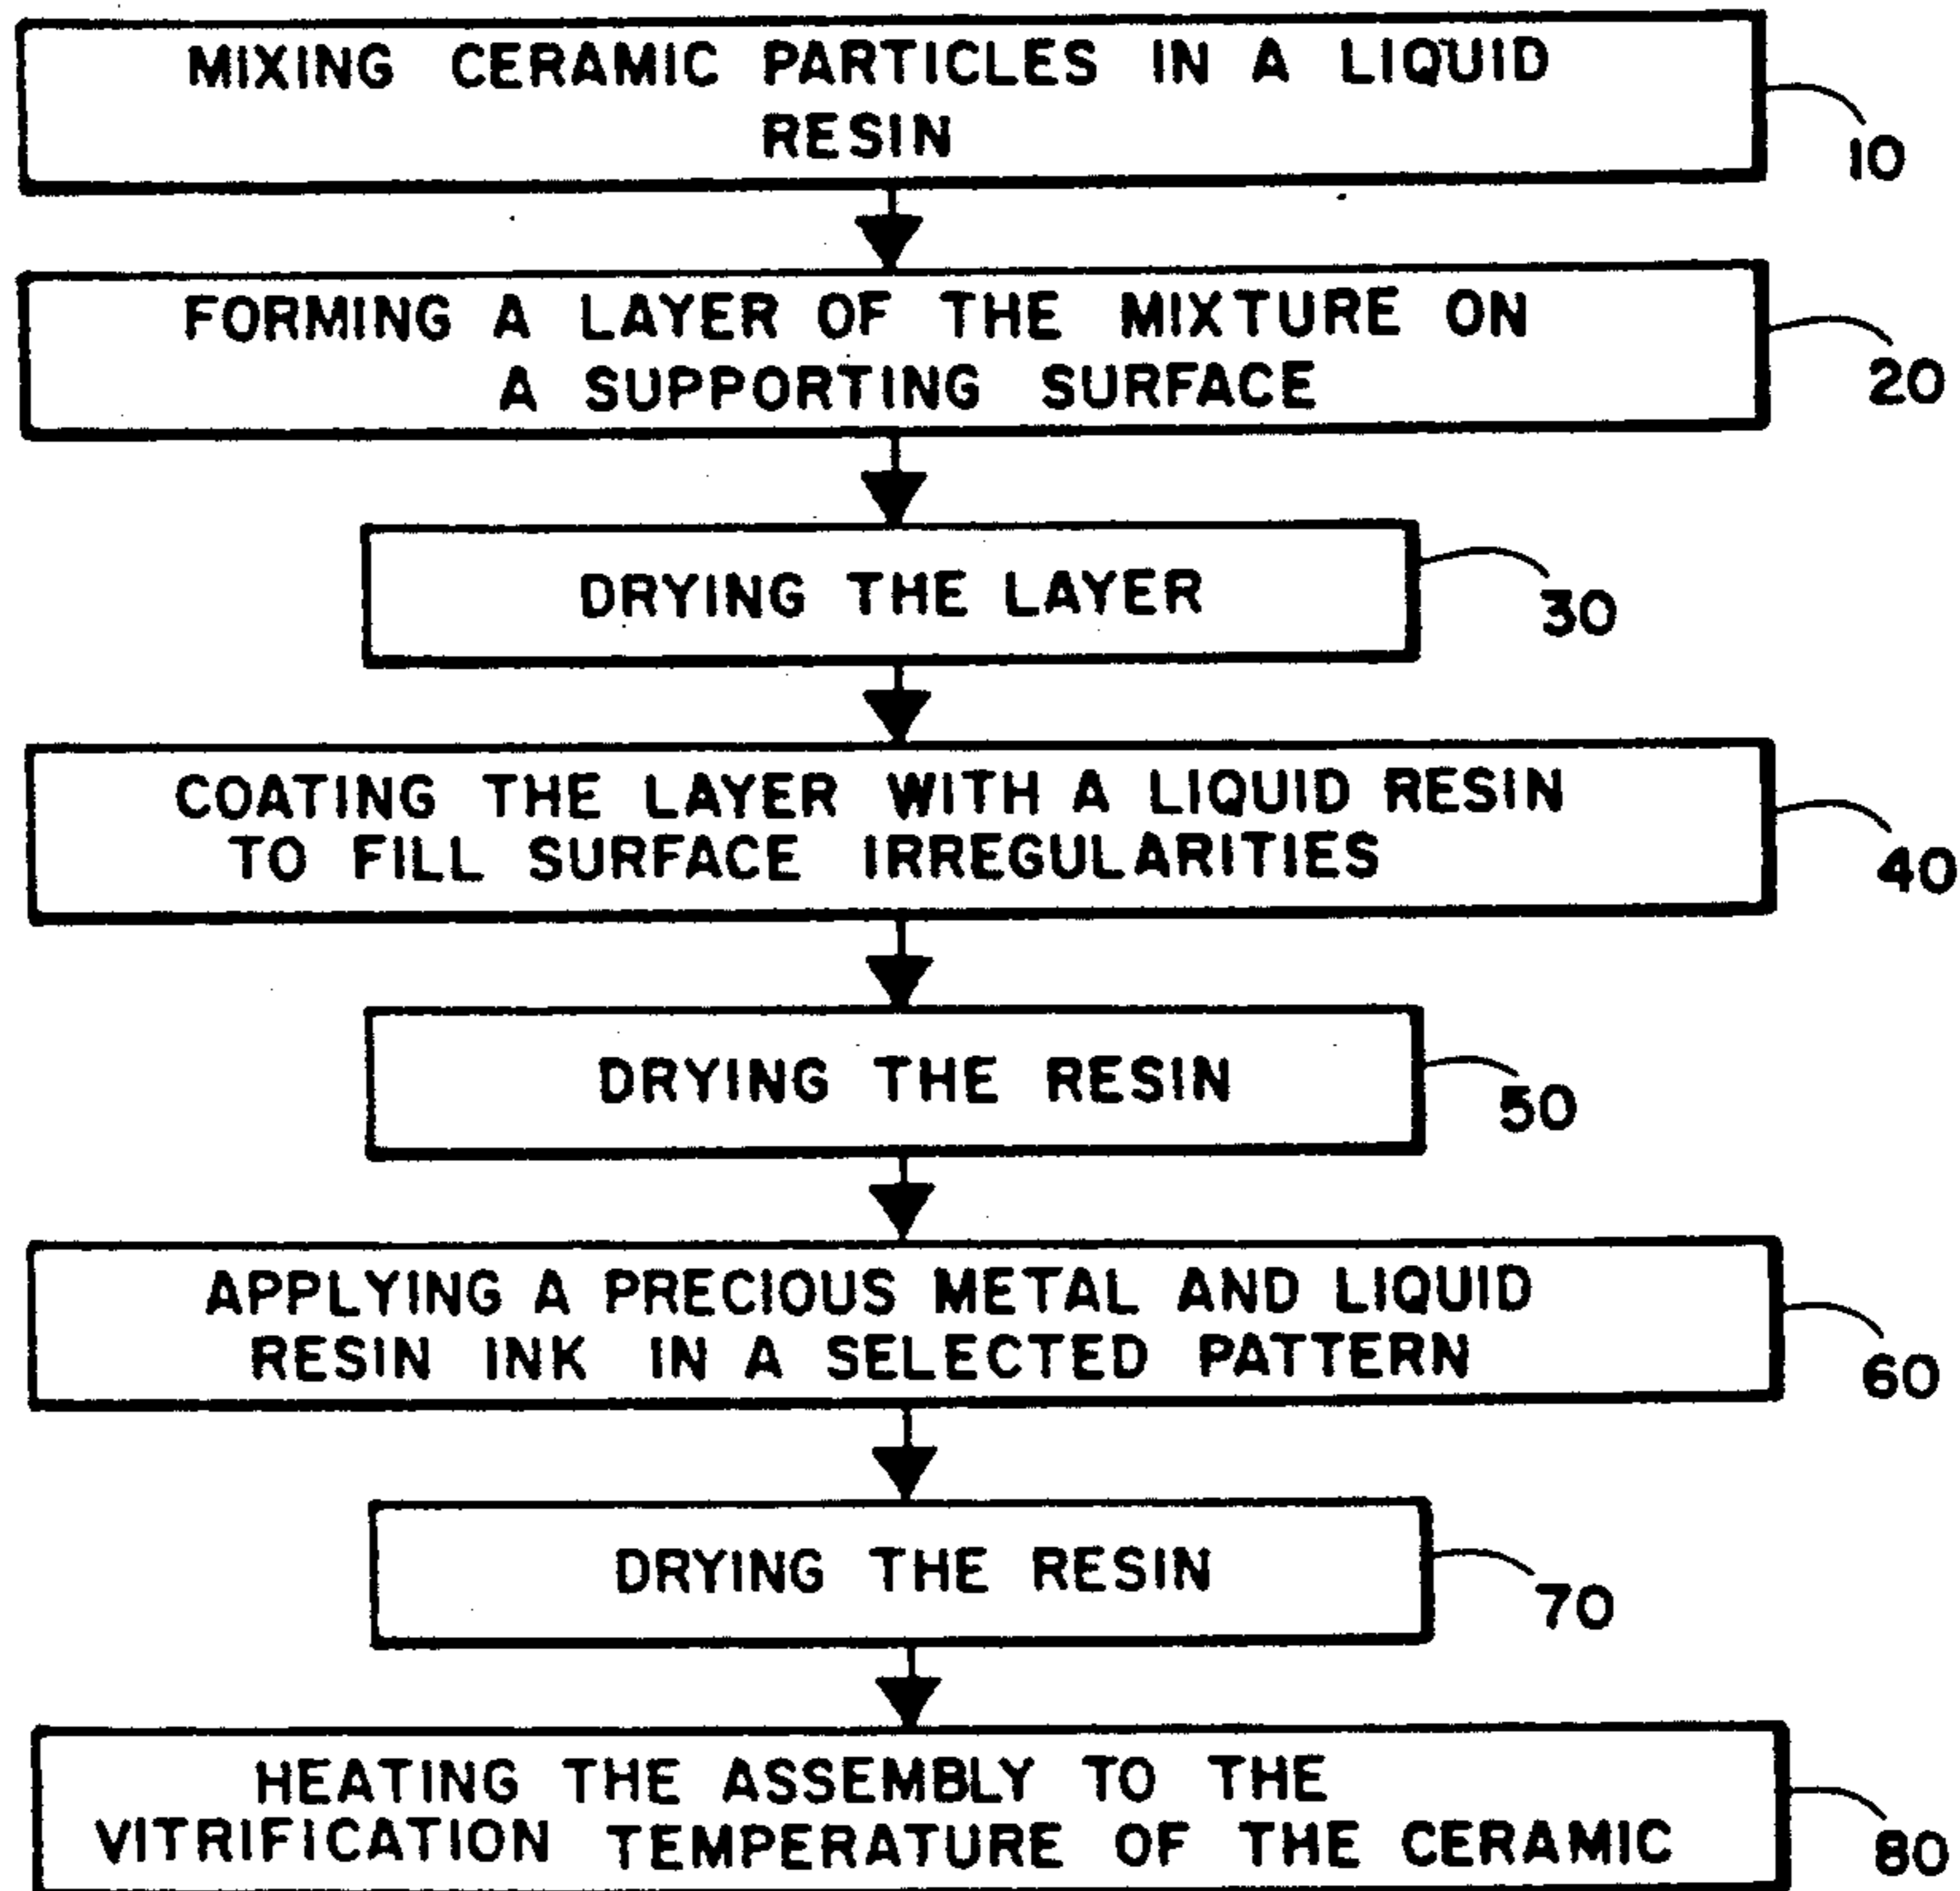 MIXING CERAMIC PARTICLES IN A LIQUID
RESIN
10
FORMING A LAYER OF THE MIXTURE ON
A SUPPORTING SURFACE
20
DRYING THE LAYER
30
COATING THE LAYER WITH A LIQUID RESIN
TO FILL SURFACE IRREGULARITIES
40
DRYING THE RESIN
50
APPLYING A PRECIOUS METAL AND LIQUID
RESIN INK IN A SELECTED PATTERN
60
DRYING THE RESIN
70
HEATING THE ASSEMBLY TO THE
VITRIFICATION TEMPERATURE OF THE CERAMIC
80